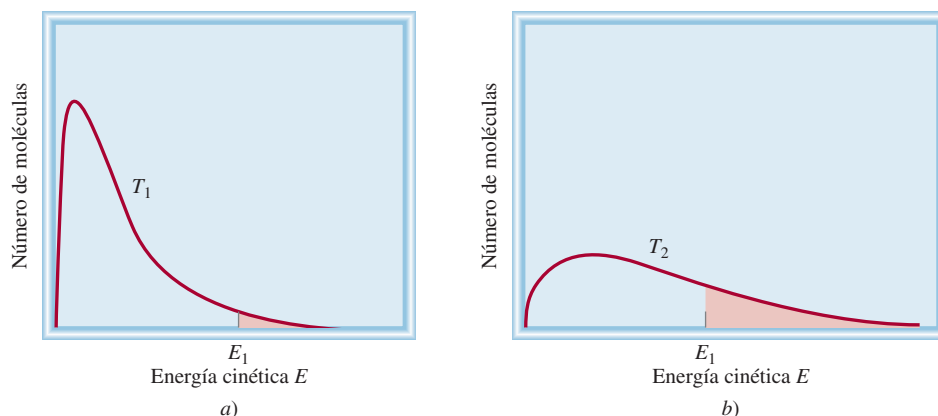 Número de moléculas
T1
E1
Energía cinética E
a)
Número de moléculas
T2
E1
Energía cinética E
b)